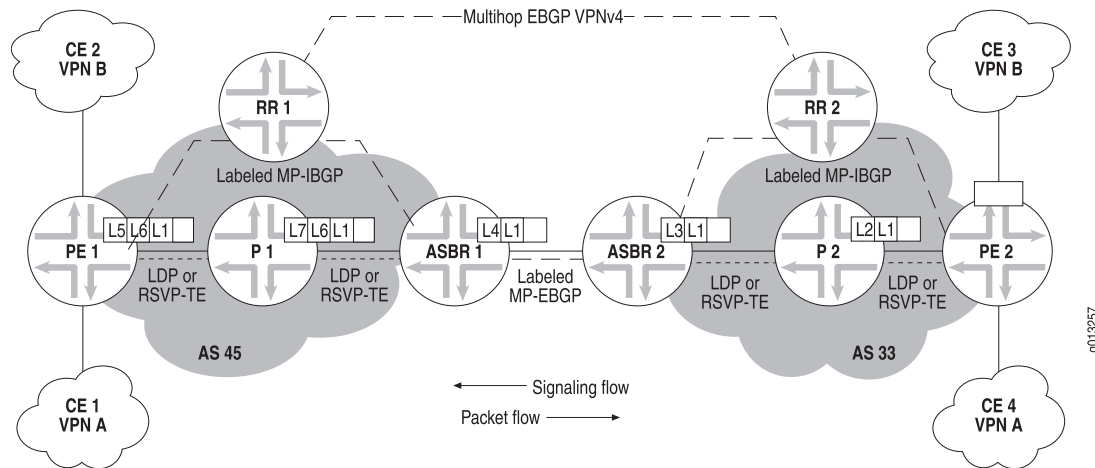 Multihop EBGP VPNv4
CE 2
VPN B
CE 3
VPN B
RR 1
RR 2
Labeled MP-IBGP
Labeled MP-IBGP
L5 L6 L1
L7 L6 L1
L4 L1
L3 L1
L2 L1
PE 1
P 1
ASBR 1
ASBR 2
P 2
PE 2
LDP or
RSVP-TE
LDP or
RSVP-TE
Labeled
MP-EBGP
LDP or
RSVP-TE
LDP or
RSVP-TE
AS 45
AS 33
Signaling flow
Packet flow
CE 1
VPN A
CE 4
VPN A
g013257